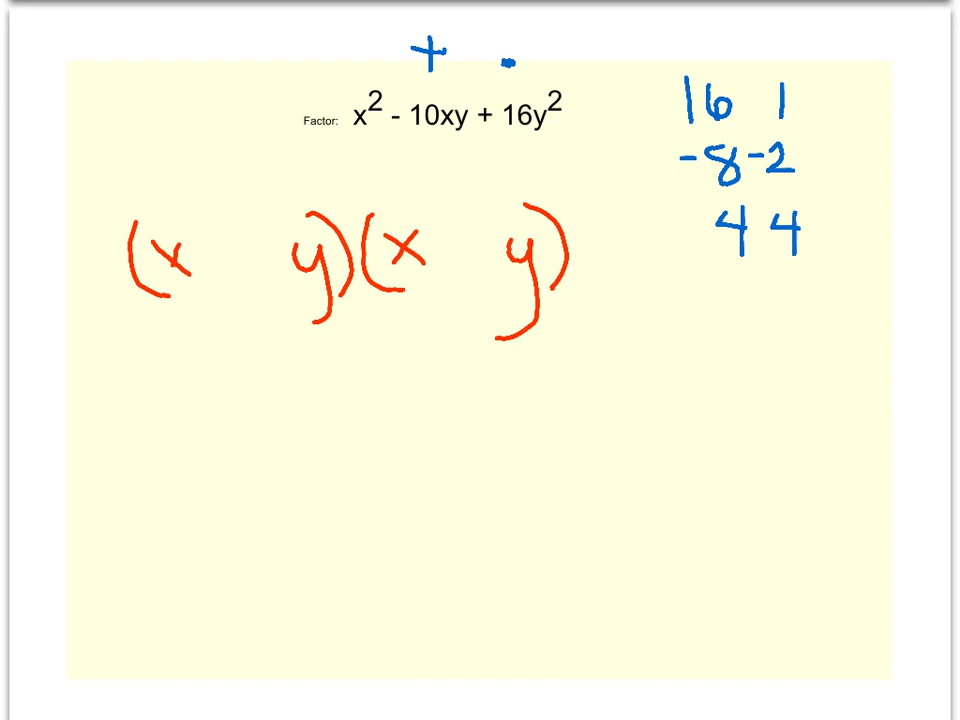 + ·
Factor: x² - 10xy + 16y²
16 1
-8 -2
4 4
(x y)(x y)